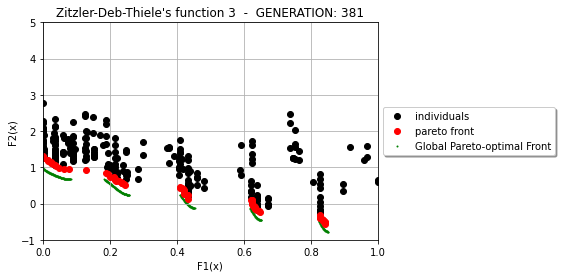 Zitzler-Deb-Thiele's function 3 - GENERATION: 381
5
4
3
2
1
0
−1
F2(x)
0.0 0.2 0.4 0.6 0.8 1.0
F1(x)
individuals
pareto front
Global Pareto-optimal Front